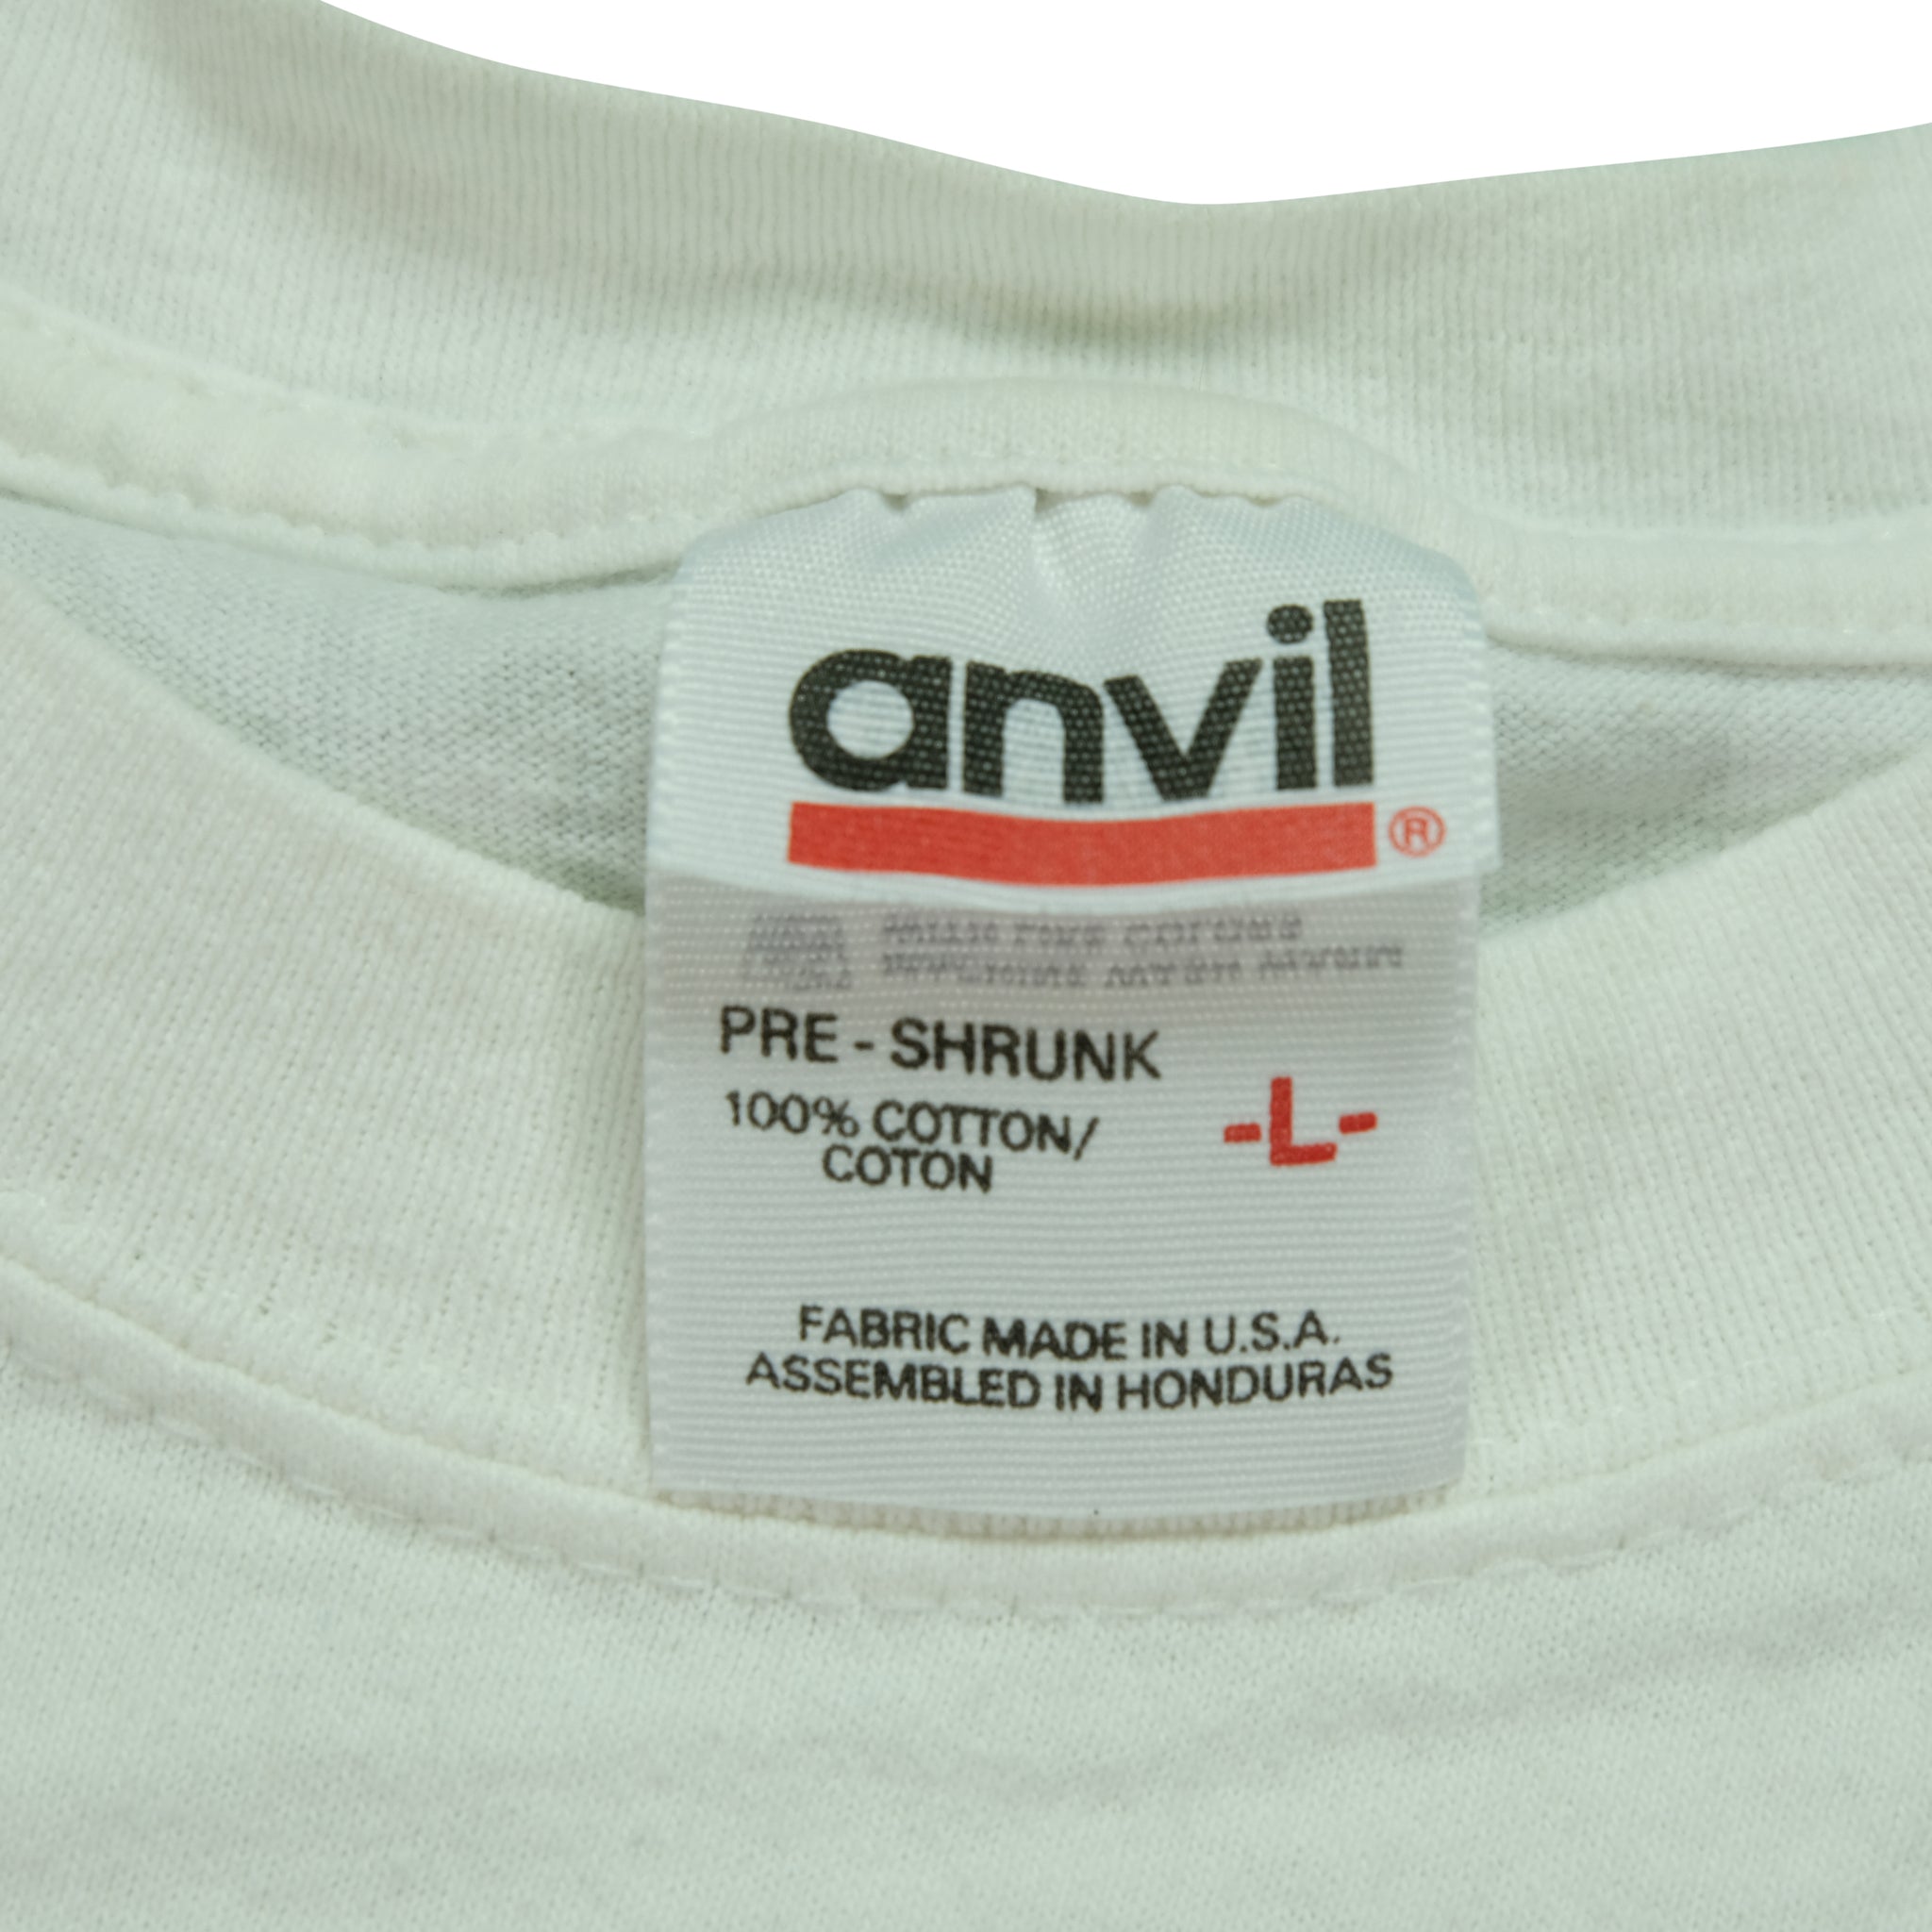 anvil
®
PRE - SHRUNK
100% COTTON/
COTON
-L-
FABRIC MADE IN U.S.A.
ASSEMBLED IN HONDURAS